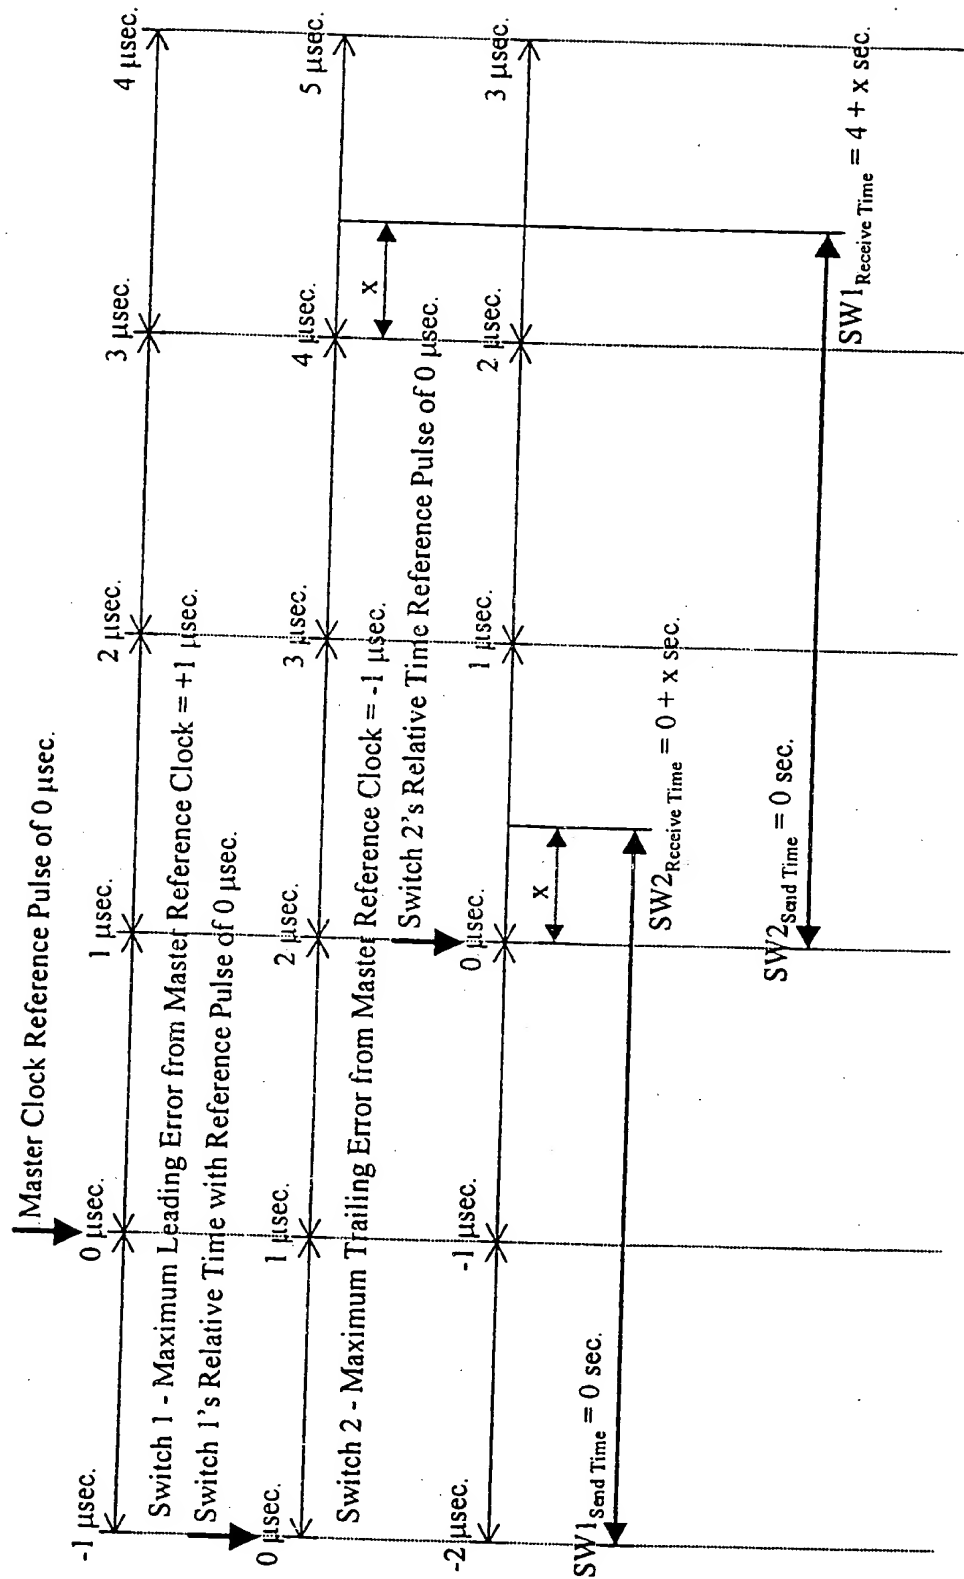 Master Clock Reference Pulse of 0 µsec.
-1 µsec.
0 µsec.
1 µsec.
2 µsec.
3 µsec.
4 µsec.
Switch 1 - Maximum Leading Error from Master Reference Clock = +1 µsec.
Switch 1's Relative Time with Reference Pulse of 0 µsec.
0 µsec.
1 µsec.
2 µsec.
3 µsec.
4 µsec.
5 µsec.
x
Switch 2 - Maximum Trailing Error from Master Reference Clock = -1 µsec.
Switch 2's Relative Time Reference Pulse of 0 µsec.
-2 µsec.
-1 µsec.
0 µsec.
1 µsec.
2 µsec.
3 µsec.
x
SW1Send Time = 0 sec.
SW2Receive Time = 0 + x sec.
SW2Send Time = 0 sec.
SW1Receive Time = 4 + x sec.